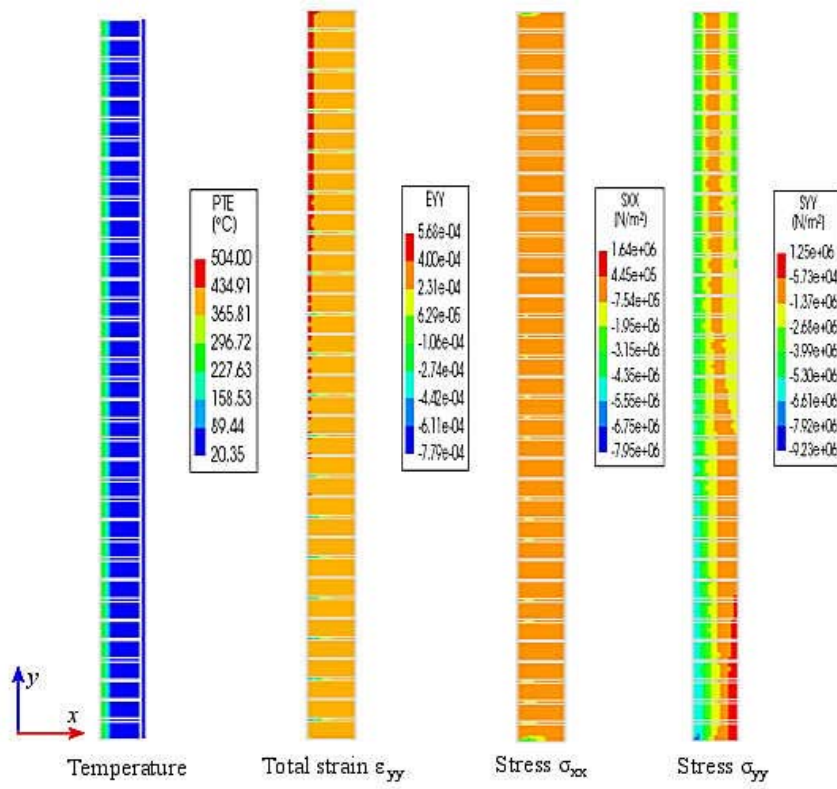 PTE
(ºC)
504.00
434.91
365.81
296.72
227.63
158.53
89.44
20.35
EYY
5.68e-04
4.00e-04
2.31e-04
6.29e-05
-1.06e-04
-2.74e-04
-4.42e-04
-6.11e-04
-7.79e-04
SXX
(N/m²)
1.64e+06
4.45e+05
-7.54e+05
-1.95e+06
-3.15e+06
-4.35e+06
-5.55e+06
-6.75e+06
-7.95e+06
SYY
(N/m²)
1.25e+06
-5.73e+04
-1.37e+06
-2.68e+06
-3.99e+06
-5.30e+06
-6.61e+06
-7.92e+06
-9.23e+06
y
x
Temperature
Total strain εyy
Stress σxx
Stress σyy